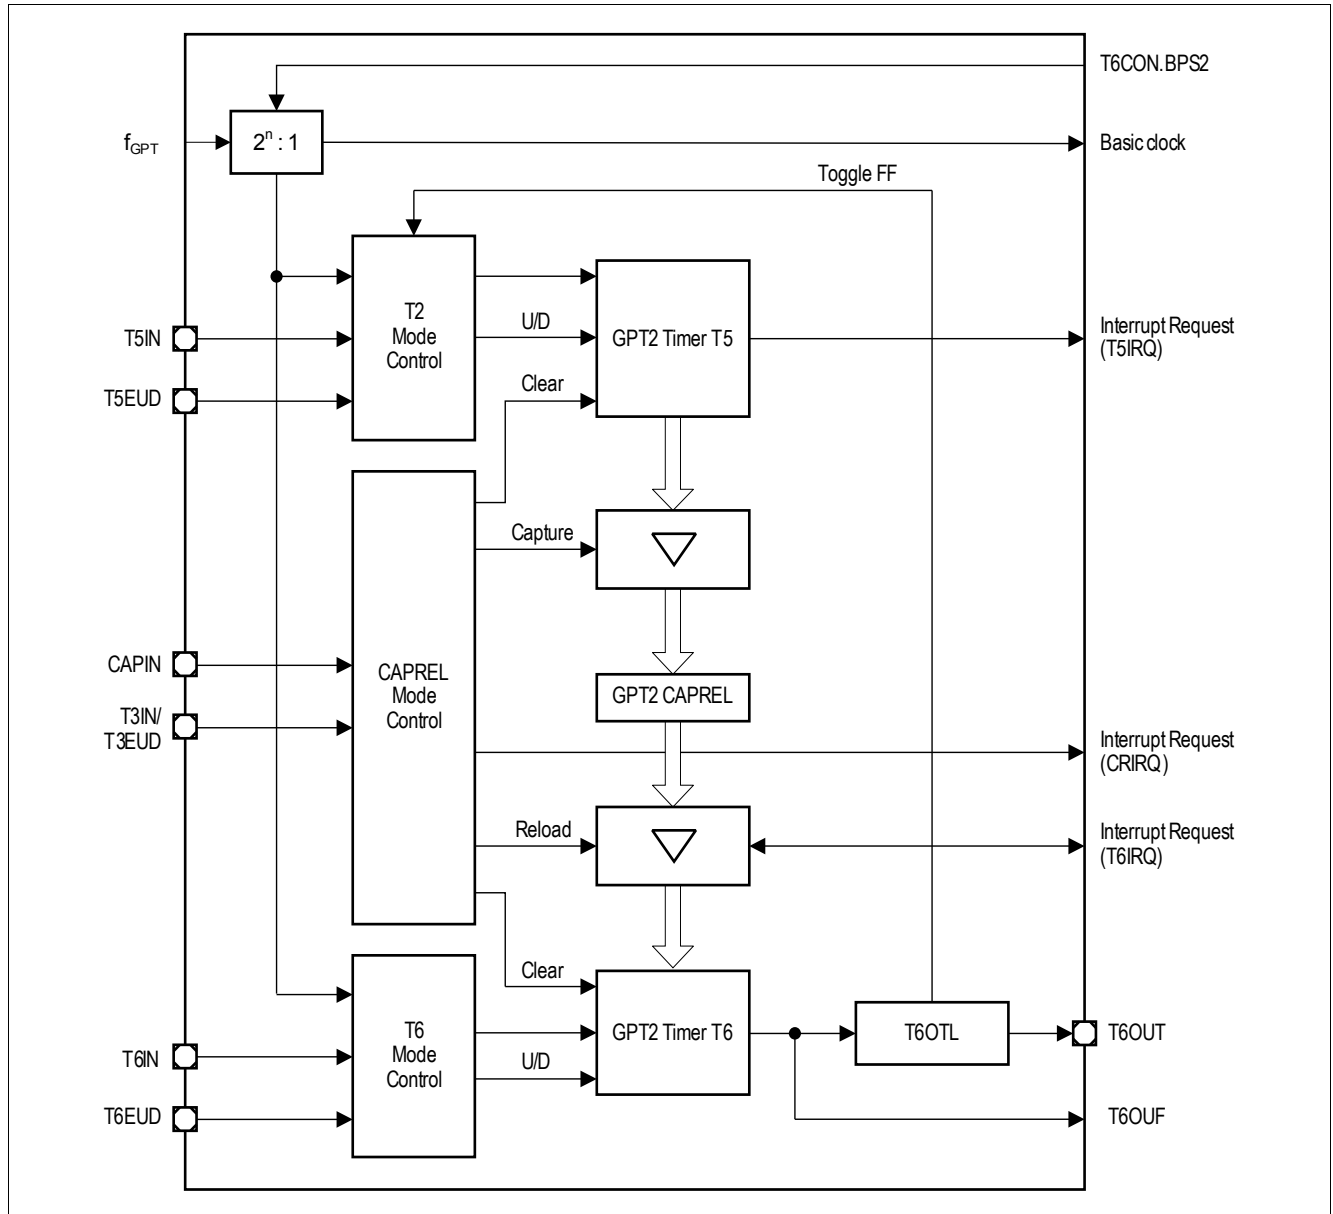 T6CON.BPS2
fGPT
2ⁿ : 1
Basic clock
Toggle FF
T2
Mode
Control
T5IN
U/D
GPT2 Timer T5
Interrupt Request
(T5IRQ)
T5EUD
Clear
Capture
CAPIN
CAPREL
Mode
Control
GPT2 CAPREL
T3IN/
T3EUD
Interrupt Request
(CRIRQ)
Reload
Interrupt Request
(T6IRQ)
Clear
T6
Mode
Control
GPT2 Timer T6
T6OTL
T6OUT
T6IN
U/D
T6EUD
T6OUF